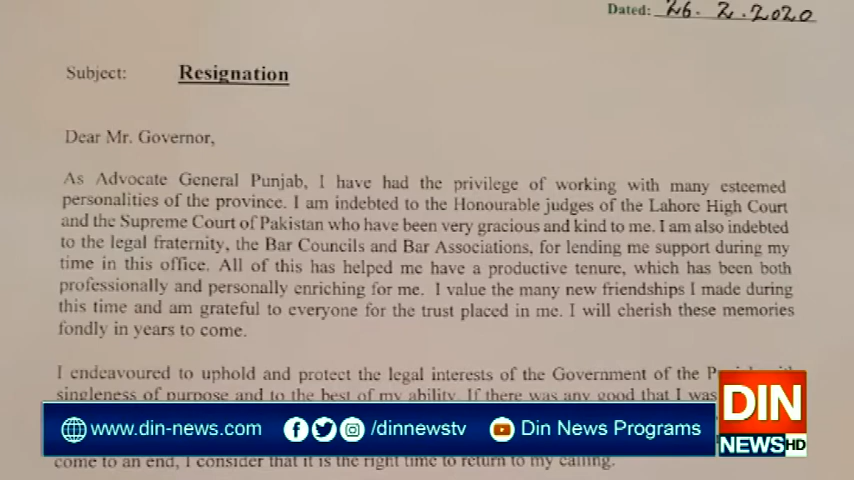 Dated: 26.2.2020
Subject: Resignation
Dear Mr. Governor,
As Advocate General Punjab, I have had the privilege of working with many esteemed
personalities of the province. I am indebted to the Honourable judges of the Lahore High Court
and the Supreme Court of Pakistan who have been very gracious and kind to me. I am also indebted
to the legal fraternity, the Bar Councils and Bar Associations, for lending me support during my
time in this office. All of this has helped me have a productive tenure, which has been both
professionally and personally enriching for me. I value the many new friendships I made during
this time and am grateful to everyone for the trust placed in me. I will cherish these memories
fondly in years to come.
I endeavoured to uphold and protect the legal interests of the Government of the
singleness of purpose and to the best of my ability. If there was any good that I was
come to an end, I consider that it is the right time to return to my calling.
www.din-news.com /dinnewstv Din News Programs
DIN
NEWS HD